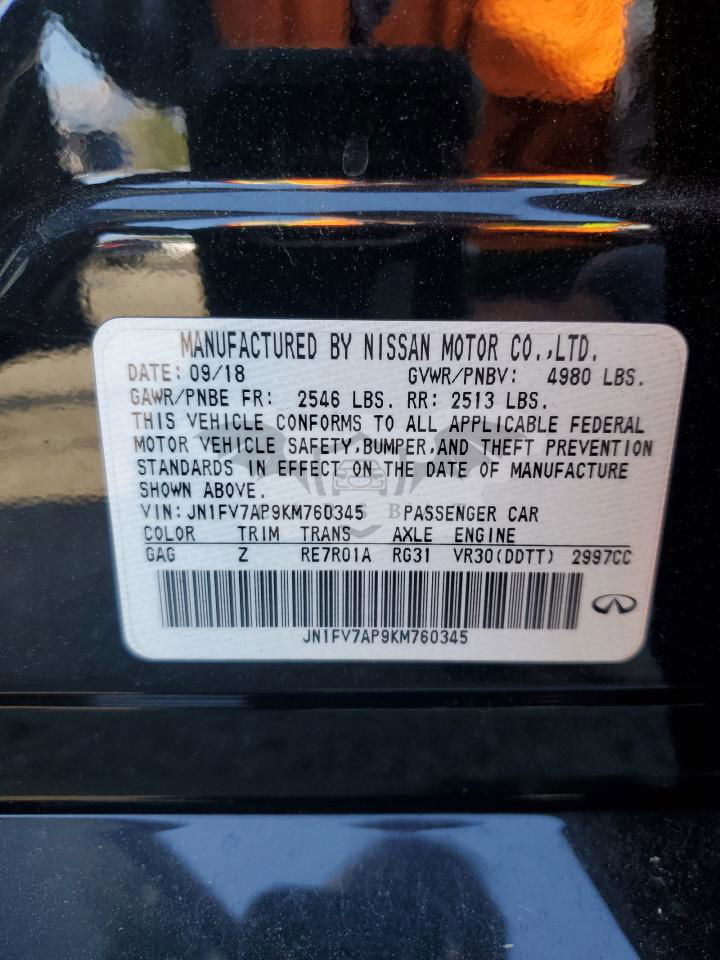 MANUFACTURED BY NISSAN MOTOR CO.,LTD.
DATE: 09/18 GVWR/PNBV: 4980 LBS.
GAWR/PNBE FR: 2546 LBS. RR: 2513 LBS.
THIS VEHICLE CONFORMS TO ALL APPLICABLE FEDERAL
MOTOR VEHICLE SAFETY,BUMPER,AND THEFT PREVENTION
STANDARDS IN EFFECT ON THE DATE OF MANUFACTURE
SHOWN ABOVE.
VIN: JN1FV7AP9KM760345 PASSENGER CAR
COLOR TRIM TRANS AXLE ENGINE
GAG Z RE7R01A RG31 VR30(DDTT) 2997CC
JN1FV7AP9KM760345